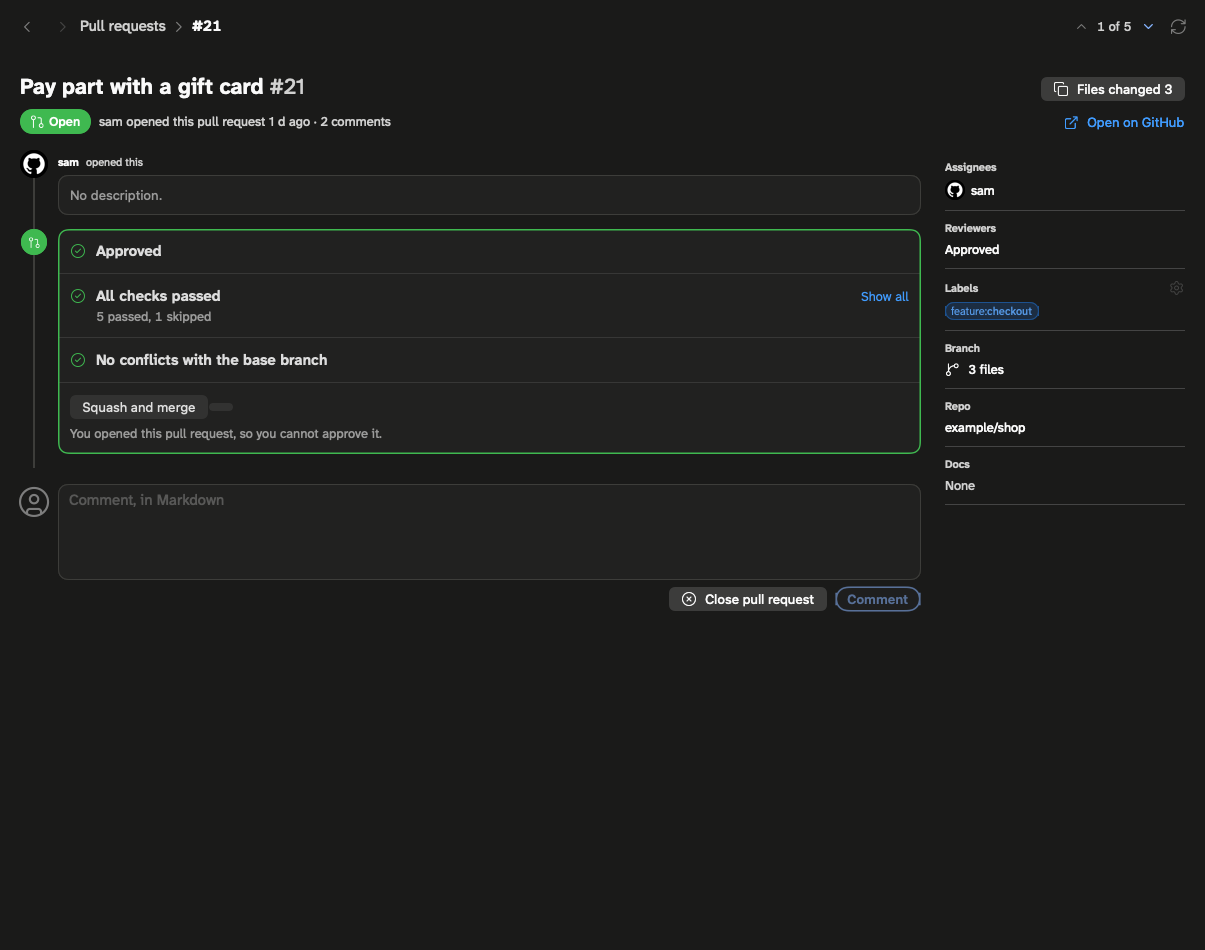 Pull requests
#21
1 of 5
Pay part with a gift card #21
Files changed 3
Open
sam opened this pull request 1 d ago · 2 comments
Open on GitHub
sam opened this
No description.
Approved
All checks passed
Show all
5 passed, 1 skipped
No conflicts with the base branch
Squash and merge
You opened this pull request, so you cannot approve it.
Comment, in Markdown
Close pull request
Comment
Assignees
sam
Reviewers
Approved
Labels
feature:checkout
Branch
3 files
Repo
example/shop
Docs
None